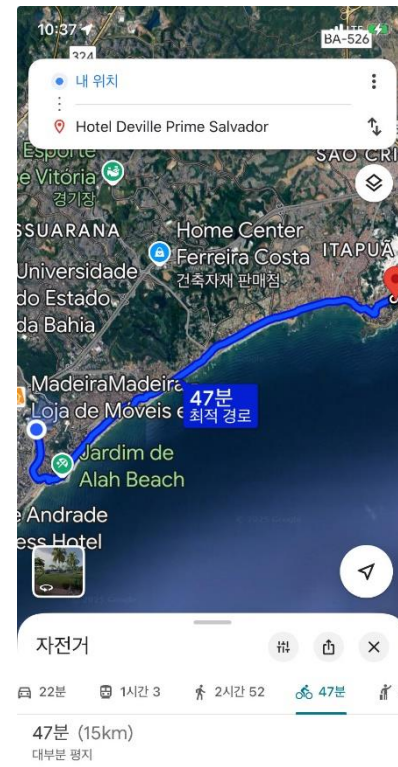 10:37
BA-526
324
내 위치
Hotel Deville Prime Salvador
Esporte
e Vitória
경기장
SÃO CRI
SSUARANA
Home Center
Ferreira Costa
건축자재 판매점
ITAPUÃ
Universidade
do Estado
da Bahia
MadeiraMadeira
Loja de Móveis e
47분
최적 경로
Jardim de
Alah Beach
e Andrade
ess Hotel
자전거
22분
1시간 3
2시간 52
47분
47분 (15km)
대부분 평지